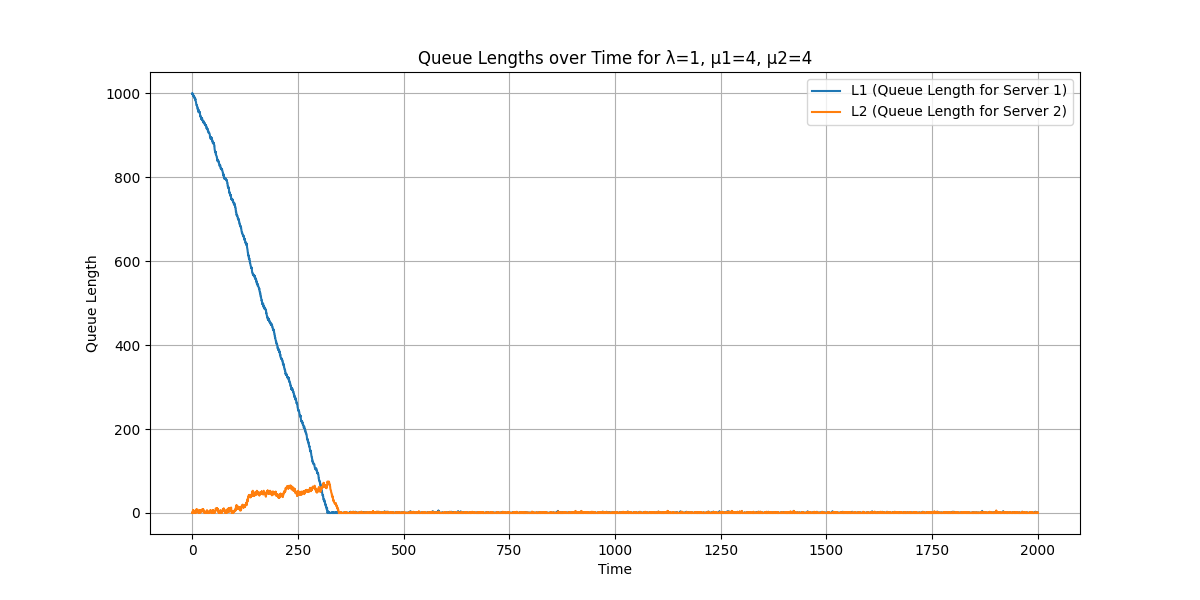 Queue Lengths over Time for λ=1, μ1=4, μ2=4
L1 (Queue Length for Server 1)
L2 (Queue Length for Server 2)
Queue Length
1000
800
600
400
200
0
0 250 500 750 1000 1250 1500 1750 2000
Time